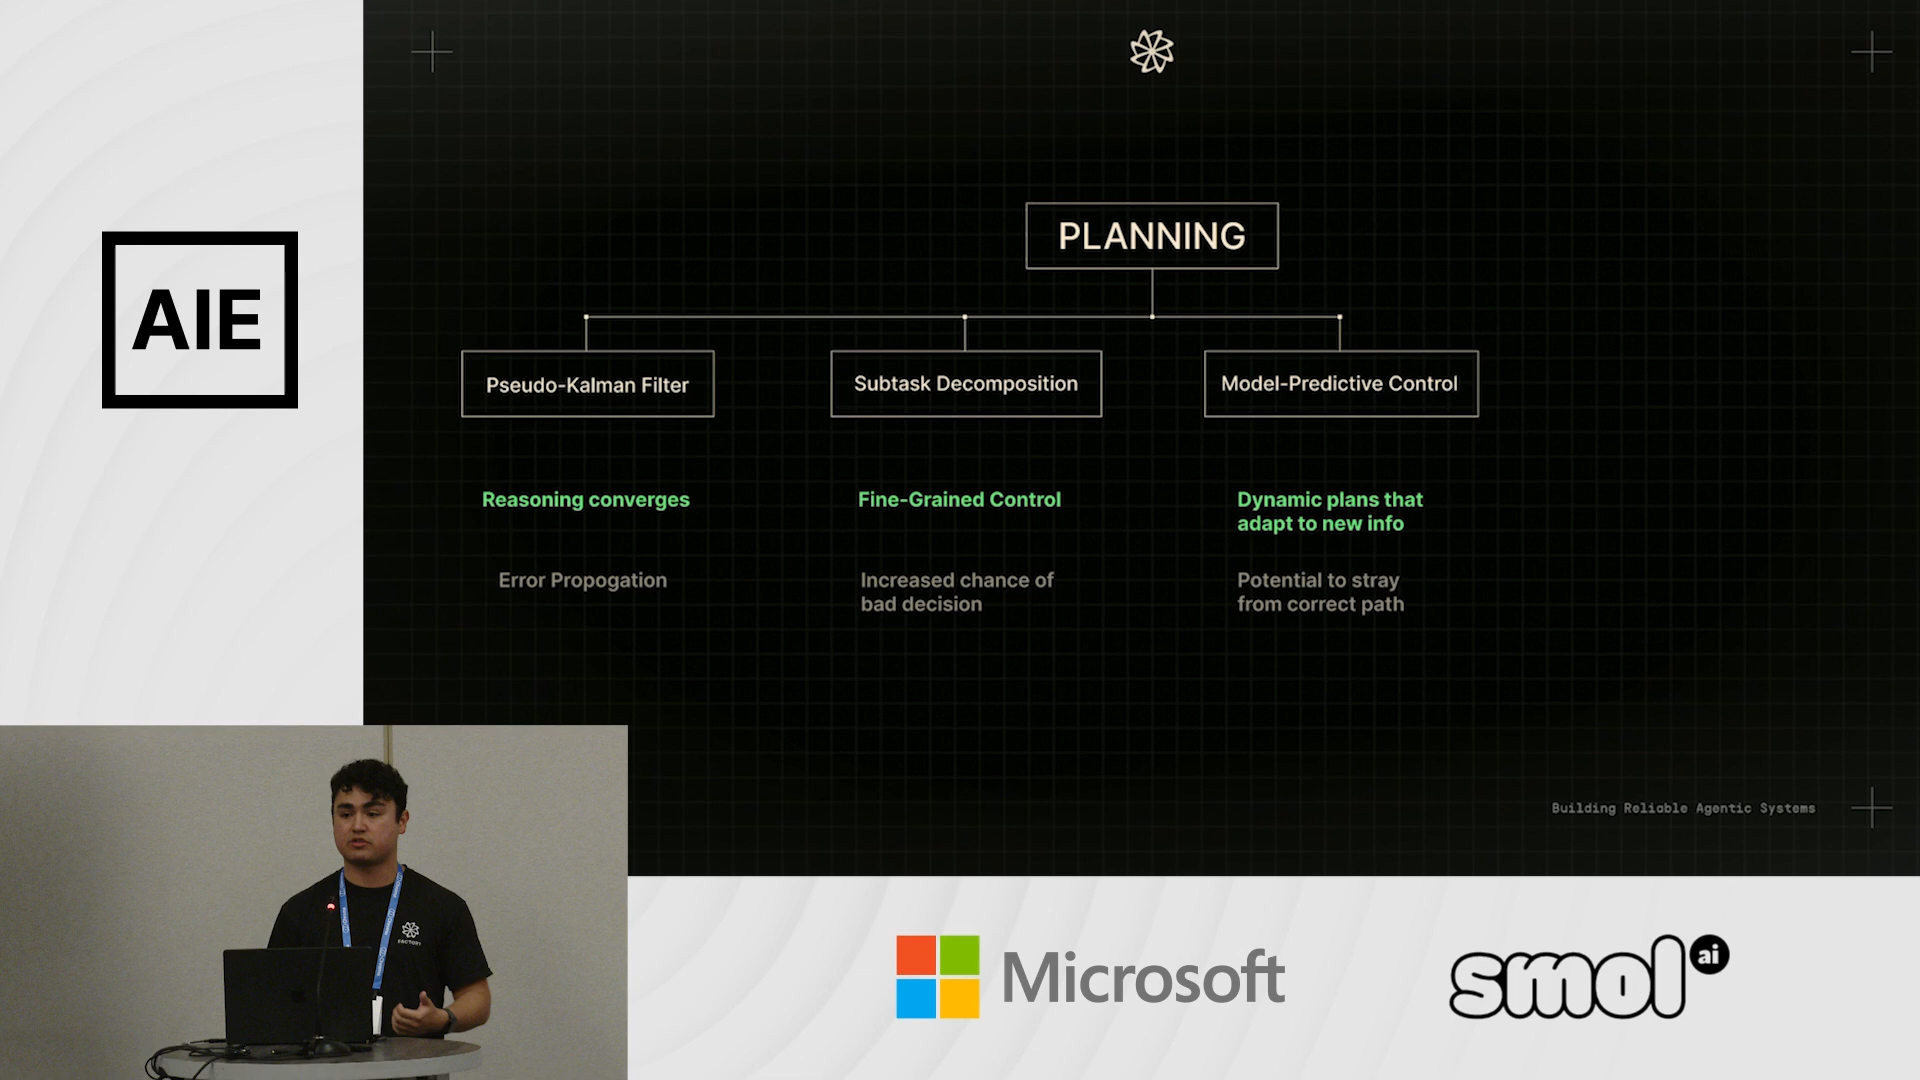 AIE
PLANNING
Pseudo-Kalman Filter
Subtask Decomposition
Model-Predictive Control
Reasoning converges
Fine-Grained Control
Dynamic plans that
adapt to new info
Error Propogation
Increased chance of
bad decision
Potential to stray
from correct path
Building Reliable Agentic Systems
FACTORY
Microsoft
smol ai